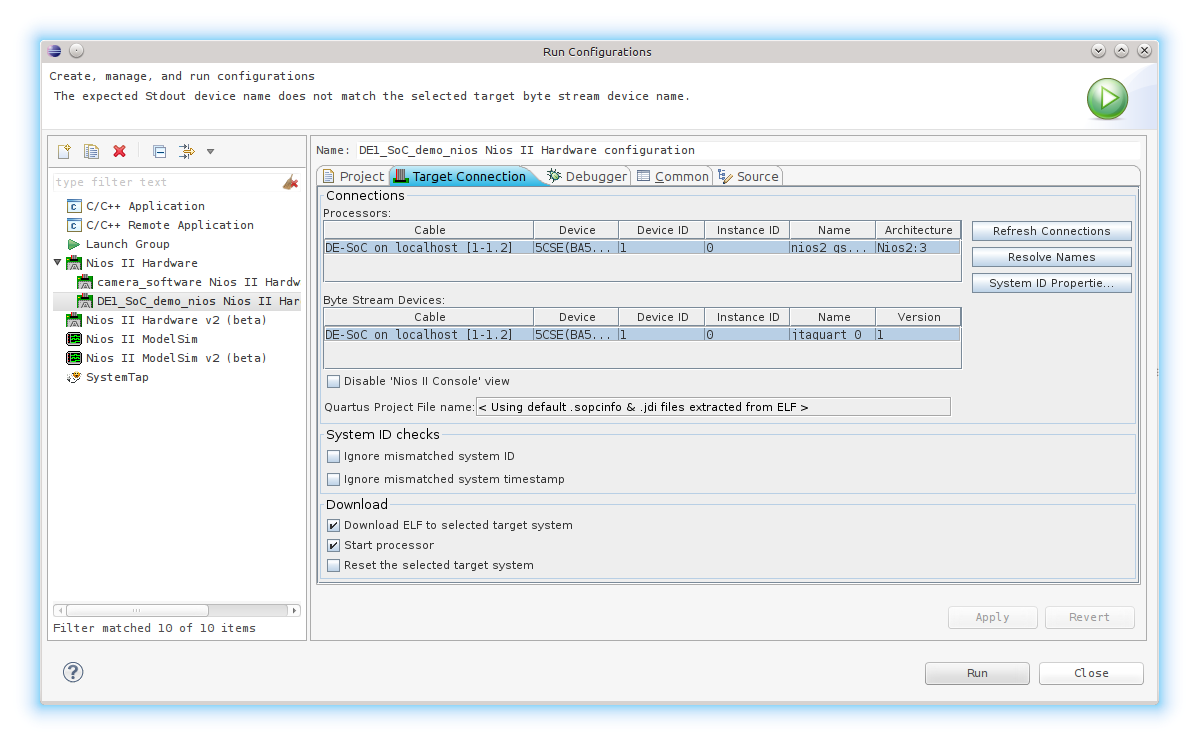 Run Configurations
Create, manage, and run configurations
The expected Stdout device name does not match the selected target byte stream device name.
type filter text
C/C++ Application
C/C++ Remote Application
Launch Group
Nios II Hardware
camera_software Nios II Hardw
DE1_SoC_demo_nios Nios II Har
Nios II Hardware v2 (beta)
Nios II ModelSim
Nios II ModelSim v2 (beta)
SystemTap
Filter matched 10 of 10 items
Name: DE1_SoC_demo_nios Nios II Hardware configuration
Project Target Connection Debugger Common Source
Connections
Processors:
Cable Device Device ID Instance ID Name Architecture
DE-SoC on localhost [1-1.2] 5CSE(BA5... 1 0 nios2_qs... Nios2:3
Refresh Connections
Resolve Names
System ID Propertie...
Byte Stream Devices:
Cable Device Device ID Instance ID Name Version
DE-SoC on localhost [1-1.2] 5CSE(BA5... 1 0 jtaguart_0 1
Disable 'Nios II Console' view
Quartus Project File name: < Using default .sopcinfo & .jdi files extracted from ELF >
System ID checks
Ignore mismatched system ID
Ignore mismatched system timestamp
Download
Download ELF to selected target system
Start processor
Reset the selected target system
Apply Revert
Run Close